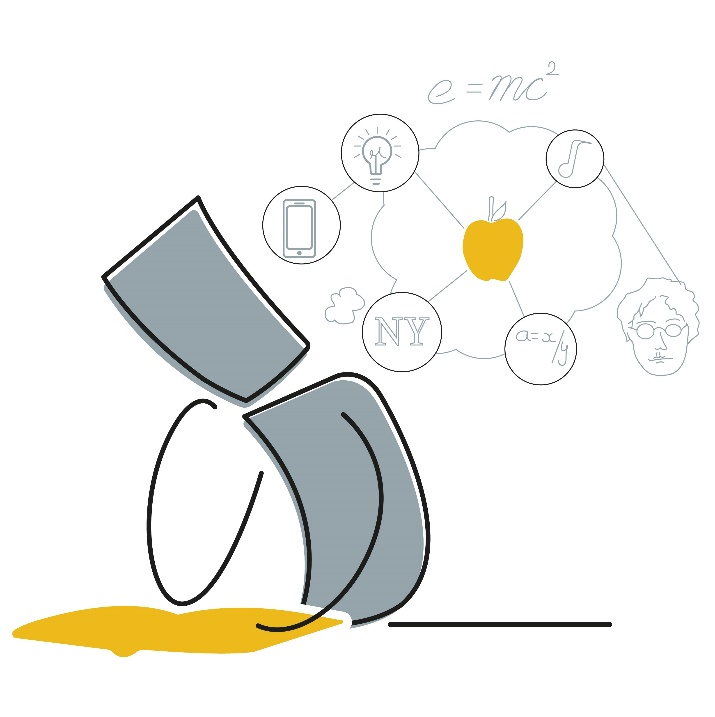 e = mc²
NY
a=x/y